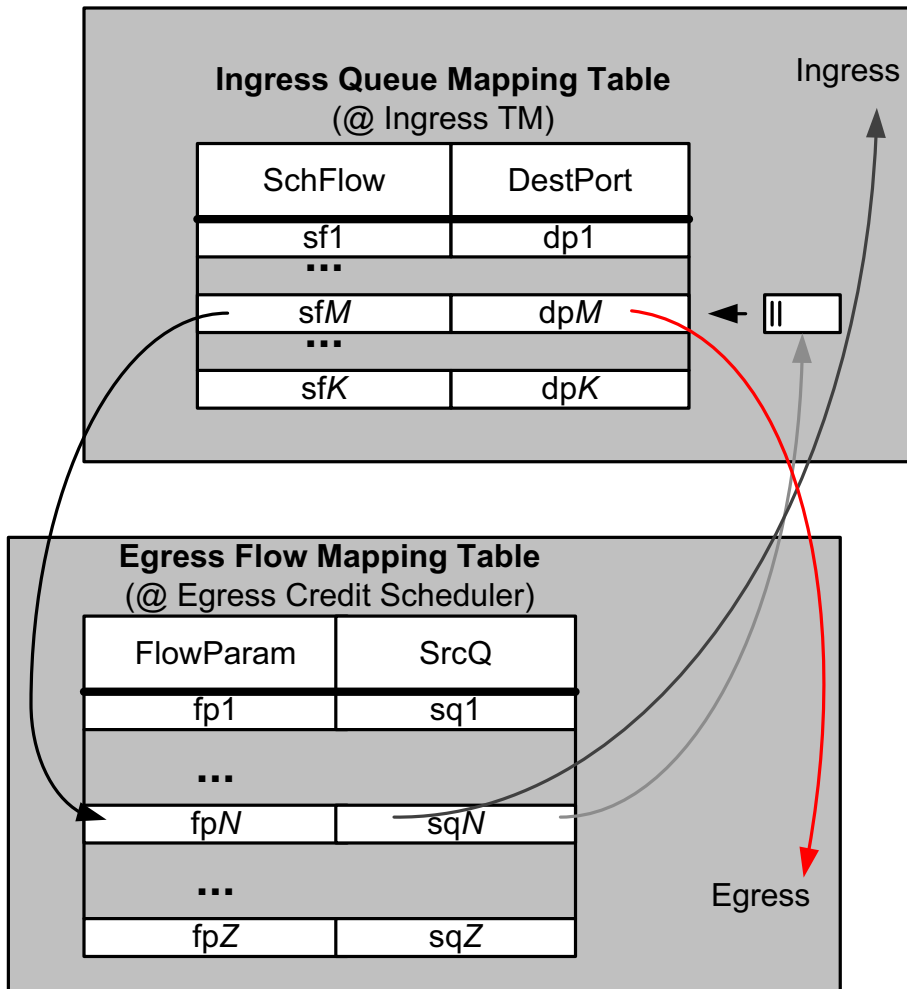 Ingress Queue Mapping Table
(@ Ingress TM)
Ingress
SchFlow DestPort
sf1 dp1
...
sfM dpM
...
sfK dpK
Egress Flow Mapping Table
(@ Egress Credit Scheduler)
FlowParam SrcQ
fp1 sq1
...
fpN sqN
...
Egress
fpZ sqZ